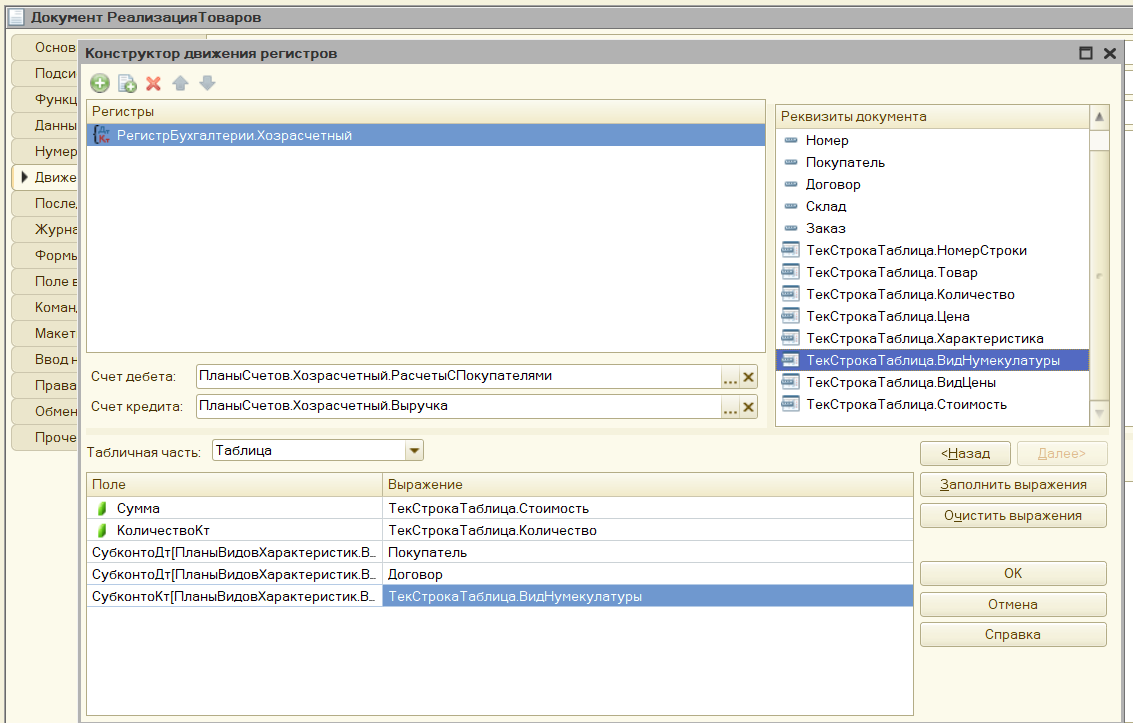 Документ РеализацияТоваров
Основ
Подси
Функц
Данны
Нумер
Движе
После
Журна
Формы
Поле в
Команд
Макет
Ввод н
Права
Обмен
Проче
Конструктор движения регистров
Регистры
РегистрБухгалтерии.Хозрасчетный
Реквизиты документа
Номер
Покупатель
Договор
Склад
Заказ
ТекСтрокаТаблица.НомерСтроки
ТекСтрокаТаблица.Товар
ТекСтрокаТаблица.Количество
ТекСтрокаТаблица.Цена
ТекСтрокаТаблица.Характеристика
ТекСтрокаТаблица.ВидНумекулатуры
ТекСтрокаТаблица.ВидЦены
ТекСтрокаТаблица.Стоимость
Счет дебета: ПланыСчетов.Хозрасчетный.РасчетыСПокупателями ...
Счет кредита: ПланыСчетов.Хозрасчетный.Выручка ...
Табличная часть: Таблица
<Назад Далее>
Заполнить выражения
Очистить выражения
ОК
Отмена
Справка
Поле Выражение
Сумма ТекСтрокаТаблица.Стоимость
КоличествоКт ТекСтрокаТаблица.Количество
СубконтоДт[ПланыВидовХарактеристик.В... Покупатель
СубконтоДт[ПланыВидовХарактеристик.В... Договор
СубконтоКт[ПланыВидовХарактеристик.В... ТекСтрокаТаблица.ВидНумекулатуры